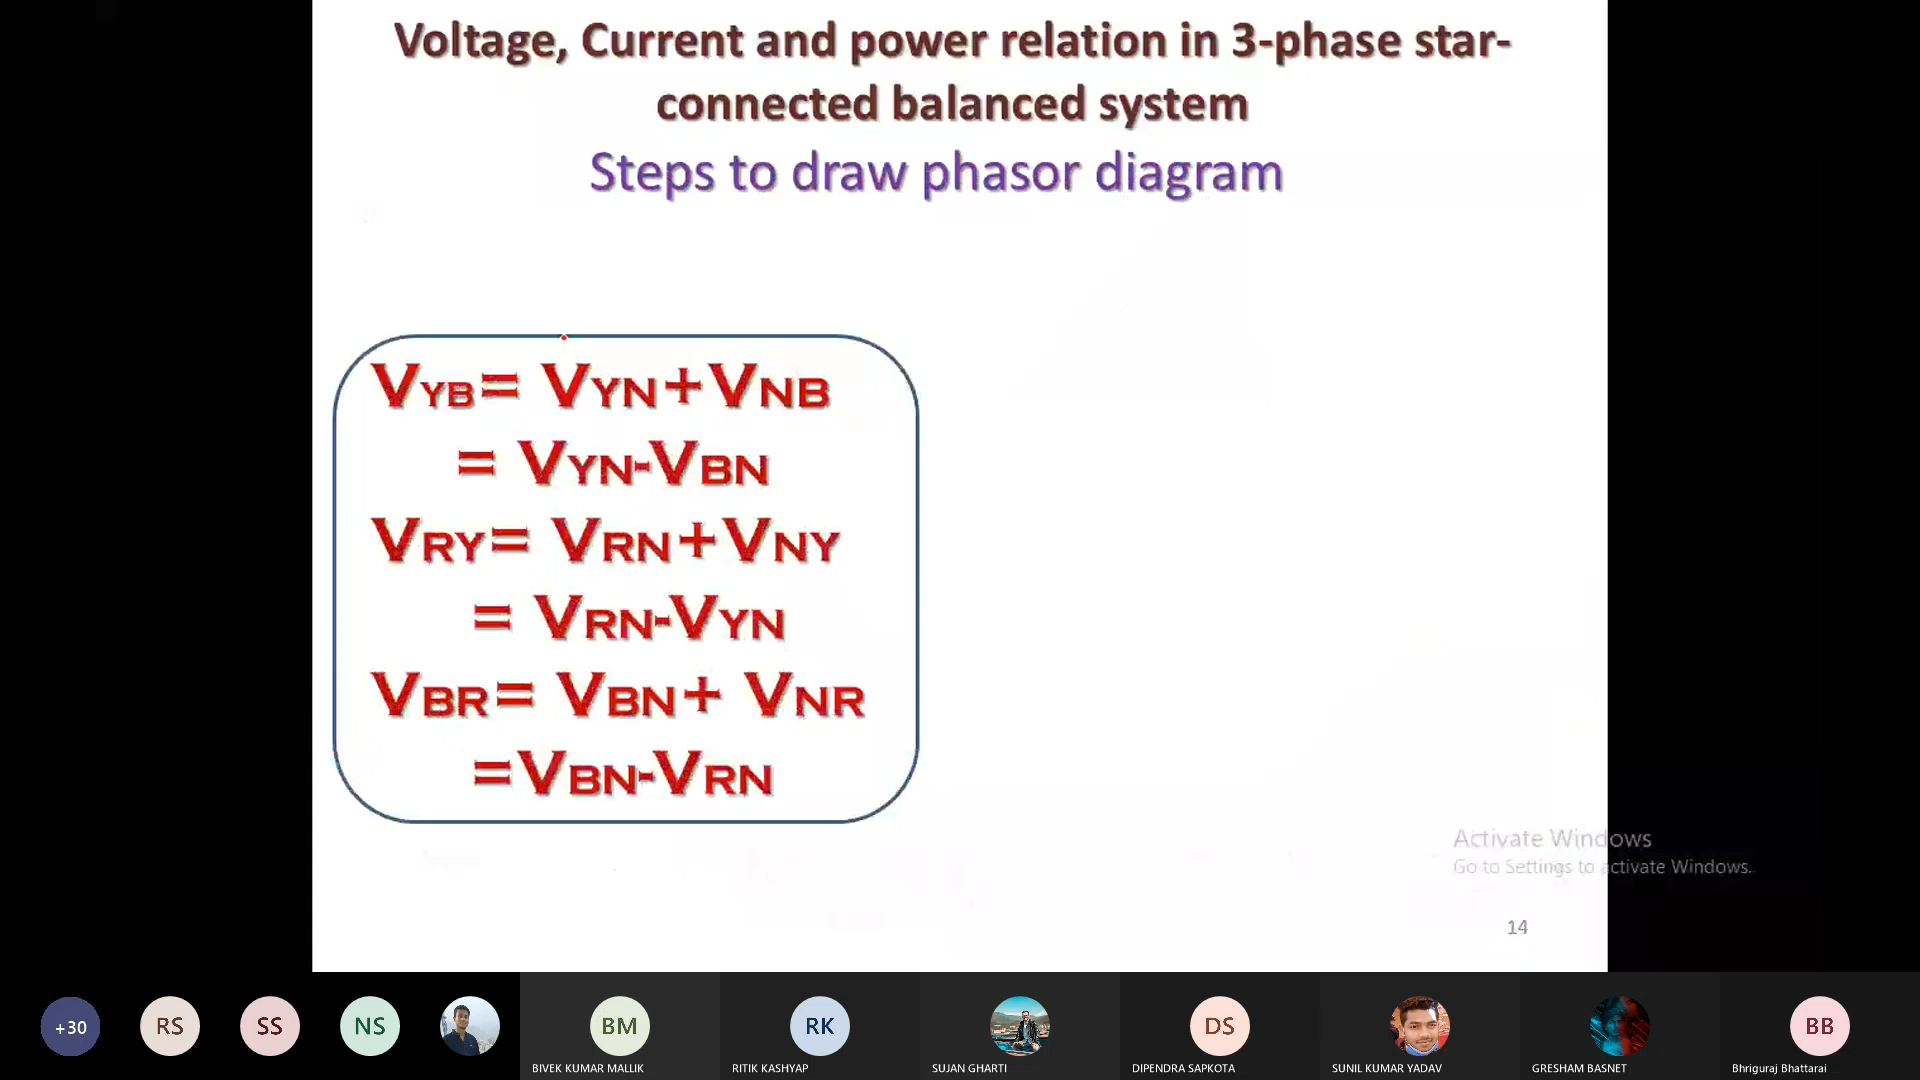 Voltage, Current and power relation in 3-phase star-
connected balanced system
Steps to draw phasor diagram
VYB= VYN+VNB
= VYN-VBN
VRY= VRN+VNY
= VRN-VYN
VBR= VBN+ VNR
=VBN-VRN
Activate Windows
Go to Settings to activate Windows.
14
+30
RS
SS
NS
BM
RK
DS
BB
BIVEK KUMAR MALLIK
RITIK KASHYAP
SUJAN GHARTI
DIPENDRA SAPKOTA
SUNIL KUMAR YADAV
GRESHAM BASNET
Bhriguraj Bhattarai